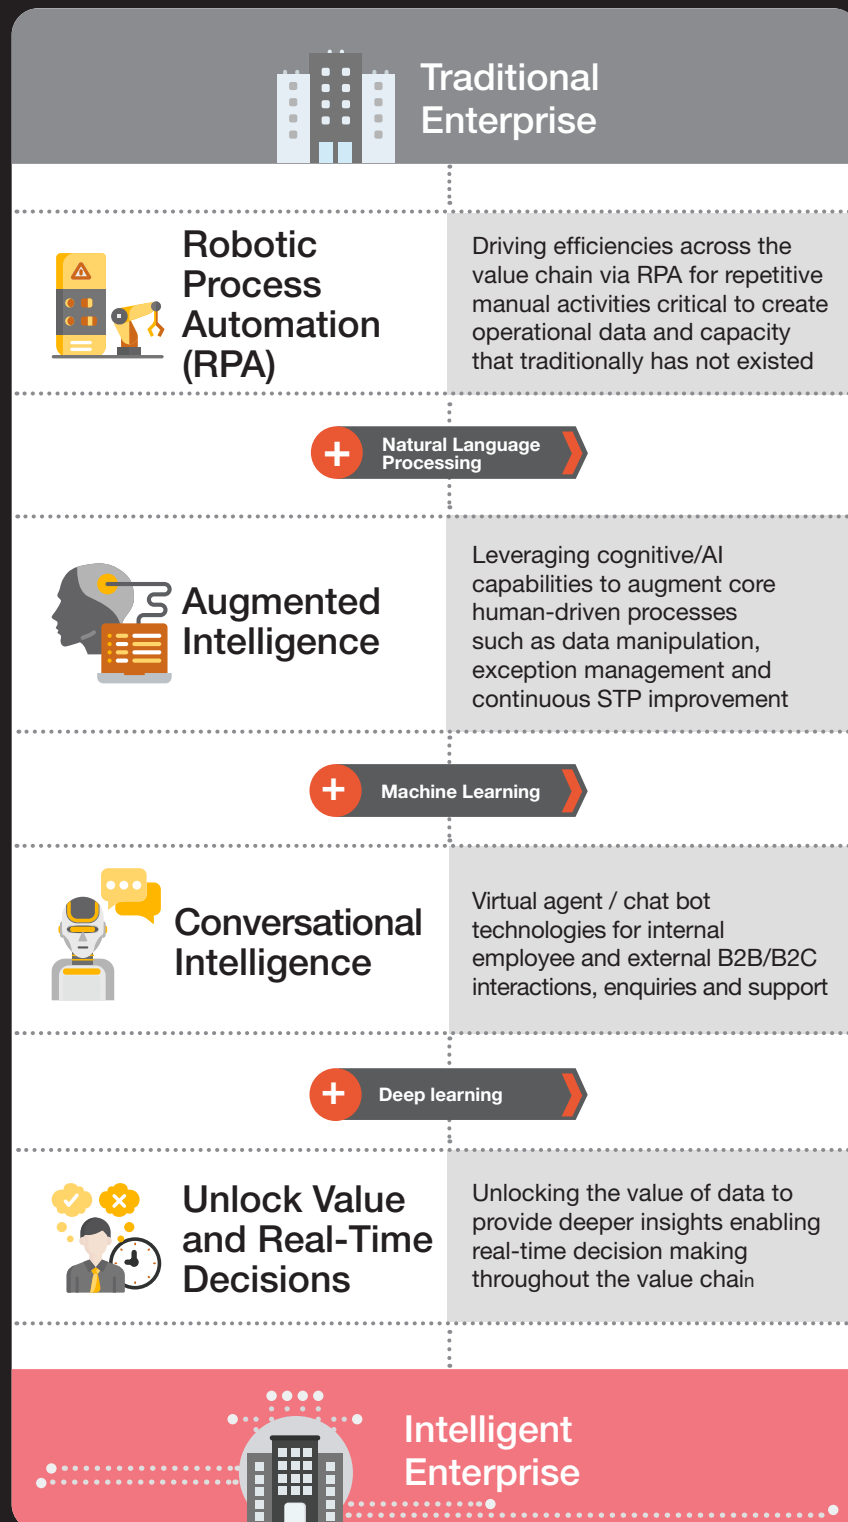 Traditional
Enterprise
Robotic
Process
Automation
(RPA)
Driving efficiencies across the
value chain via RPA for repetitive
manual activities critical to create
operational data and capacity
that traditionally has not existed
+ Natural Language
Processing
Augmented
Intelligence
Leveraging cognitive/AI
capabilities to augment core
human-driven processes
such as data manipulation,
exception management and
continuous STP improvement
+ Machine Learning
Conversational
Intelligence
Virtual agent / chat bot
technologies for internal
employee and external B2B/B2C
interactions, enquiries and support
+ Deep learning
Unlock Value
and Real-Time
Decisions
Unlocking the value of data to
provide deeper insights enabling
real-time decision making
throughout the value chain
Intelligent
Enterprise